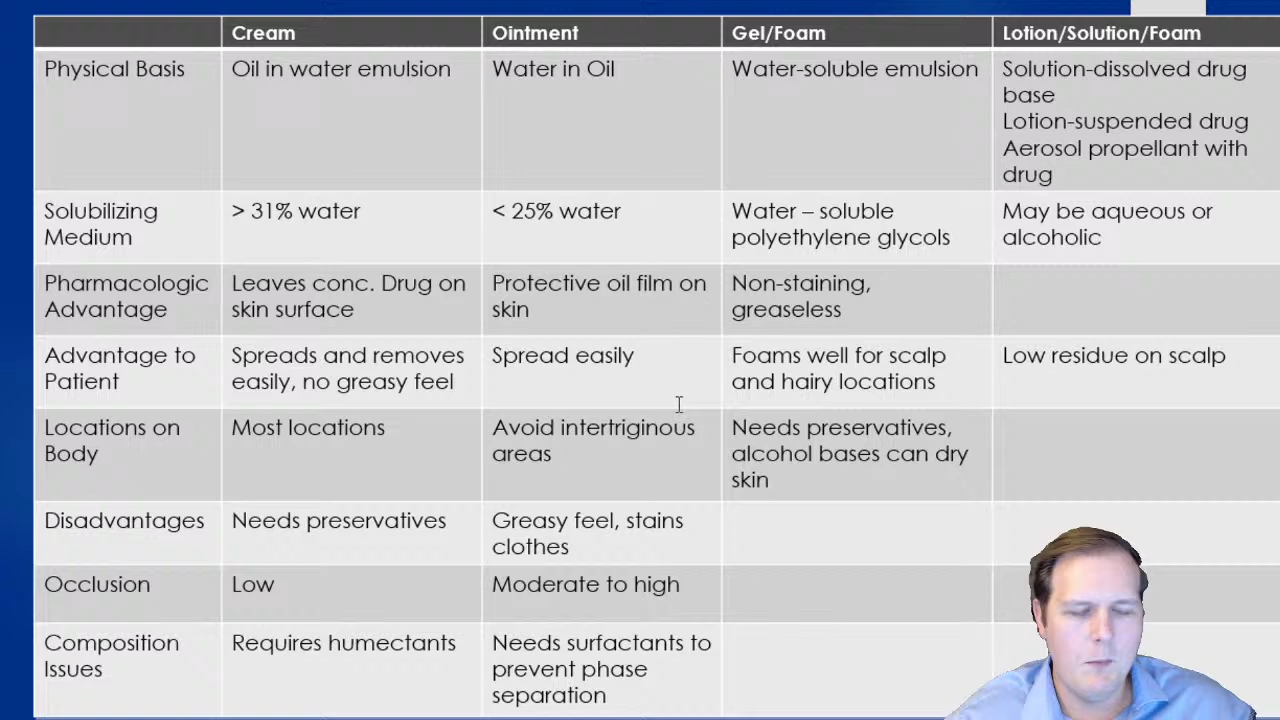 Cream Ointment Gel/Foam Lotion/Solution/Foam
Physical Basis Oil in water emulsion Water in Oil Water-soluble emulsion Solution-dissolved drug
base
Lotion-suspended drug
Aerosol propellant with
drug
Solubilizing > 31% water < 25% water Water – soluble May be aqueous or
Medium polyethylene glycols alcoholic
Pharmacologic Leaves conc. Drug on Protective oil film on Non-staining,
Advantage skin surface skin greaseless
Advantage to Spreads and removes Spread easily Foams well for scalp Low residue on scalp
Patient easily, no greasy feel and hairy locations
Locations on Most locations Avoid intertriginous Needs preservatives,
Body areas alcohol bases can dry
skin
Disadvantages Needs preservatives Greasy feel, stains
clothes
Occlusion Low Moderate to high
Composition Requires humectants Needs surfactants to
Issues prevent phase
separation